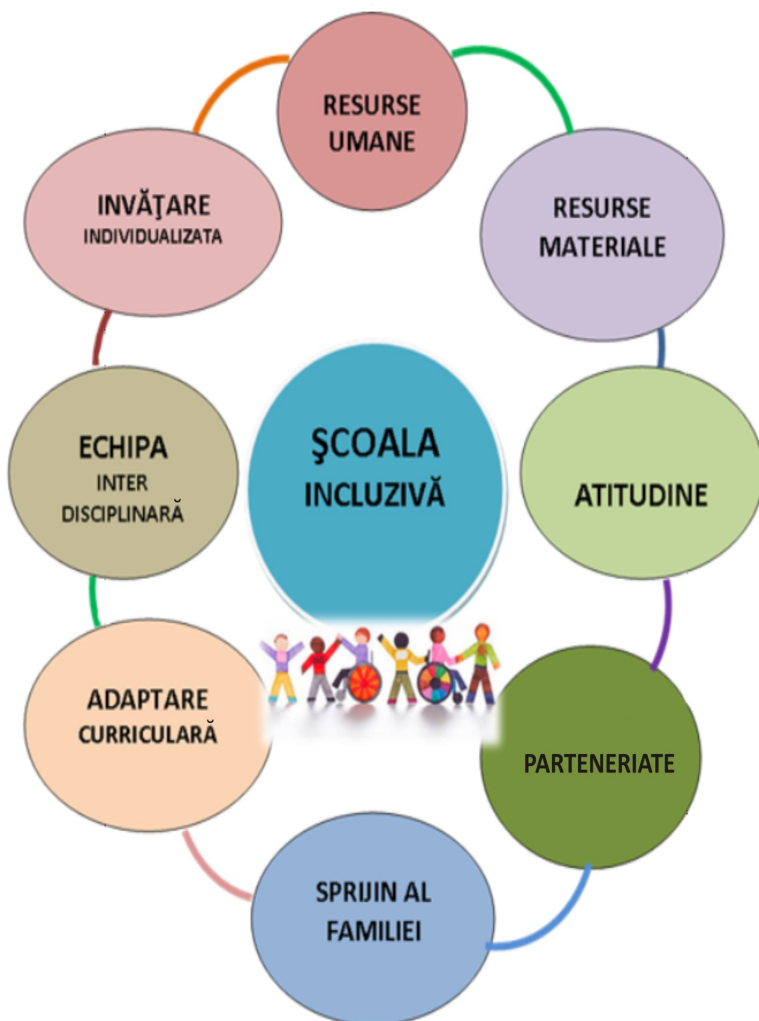 RESURSE
UMANE
RESURSE
MATERIALE
ATITUDINE
PARTENERIATE
SPRIJIN AL
FAMILIEI
ADAPTARE
CURRICULARĂ
ECHIPA
INTER
DISCIPLINARĂ
INVĂŢARE
INDIVIDUALIZATA
ŞCOALA
INCLUZIVĂ